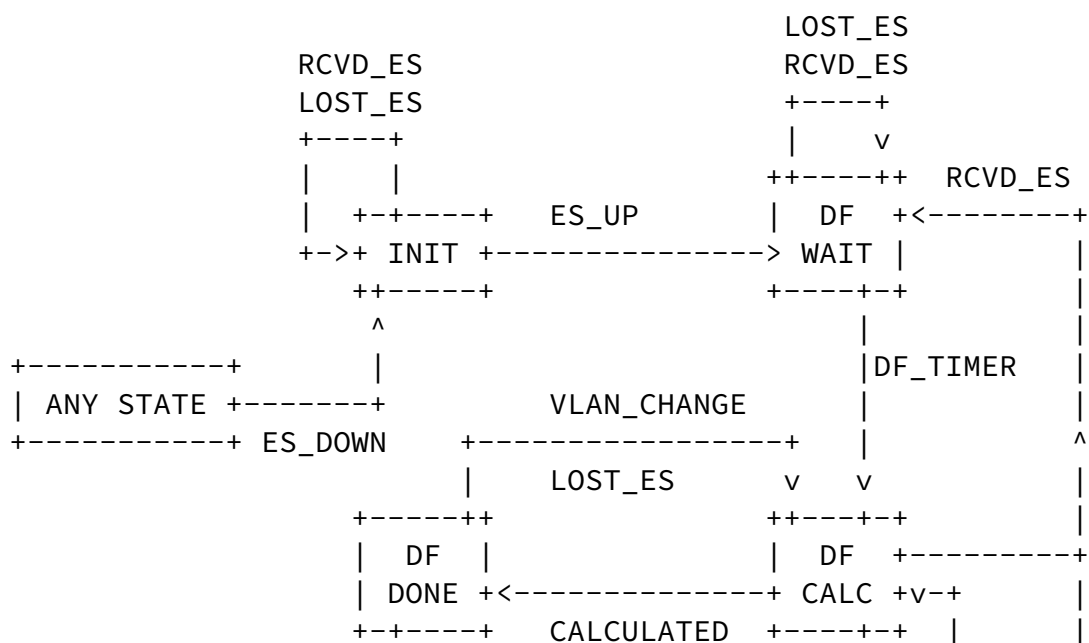 LOST_ES
                 RCVD_ES                 RCVD_ES
                 LOST_ES                 +----+
                 +----+                  |    v
                 |    |                 ++----++  RCVD_ES
                 |  +-+----+   ES_UP    |  DF  +<--------+
                 +->+ INIT +---------------> WAIT |         |
                    ++-----+               +----+-+         |
                     ^                          |           |
+-----------+        |                          |DF_TIMER   |
| ANY STATE +-------+         VLAN_CHANGE      |           |
+-----------+ ES_DOWN    +-----------------+   |           ^
                          |    LOST_ES      v   v           |
                    +-----++               ++----+-+         |
                    |  DF  |               |  DF  +---------+
                    | DONE +<--------------+ CALC +v-+       |
                    +-+----+   CALCULATED  +----+-+  |       |